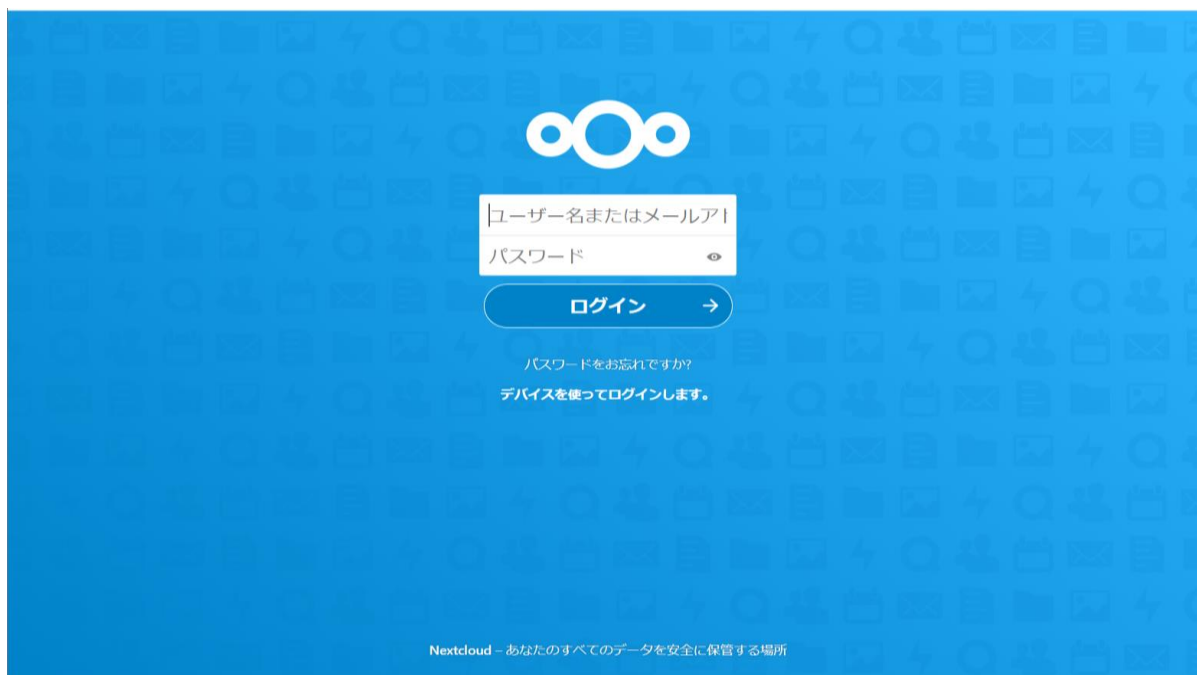 ユーザー名またはメールアド
パスワード
ログイン
パスワードをお忘れですか?
デバイスを使ってログインします。
Nextcloud – あなたのすべてのデータを安全に保管する場所